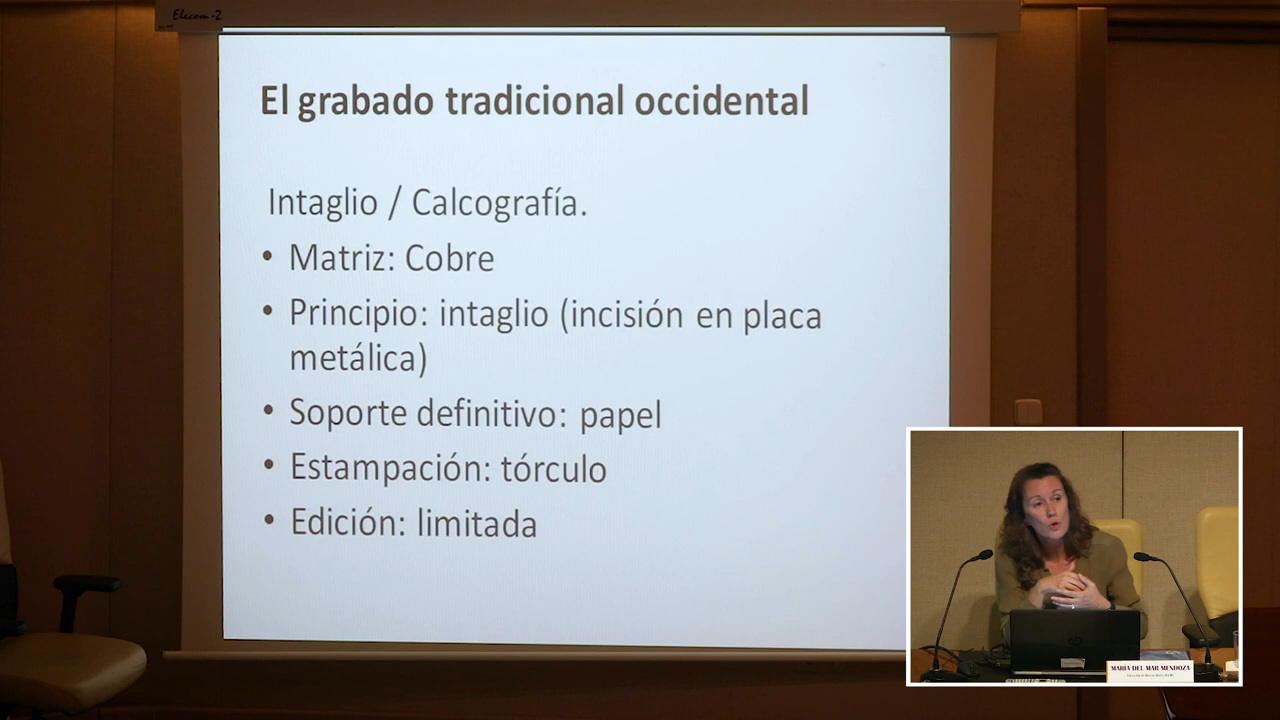 Elecom-2
El grabado tradicional occidental
Intaglio / Calcografía.
• Matriz: Cobre
• Principio: intaglio (incisión en placa
metálica)
• Soporte definitivo: papel
• Estampación: tórculo
• Edición: limitada
MARÍA DEL MAR MENDOZA